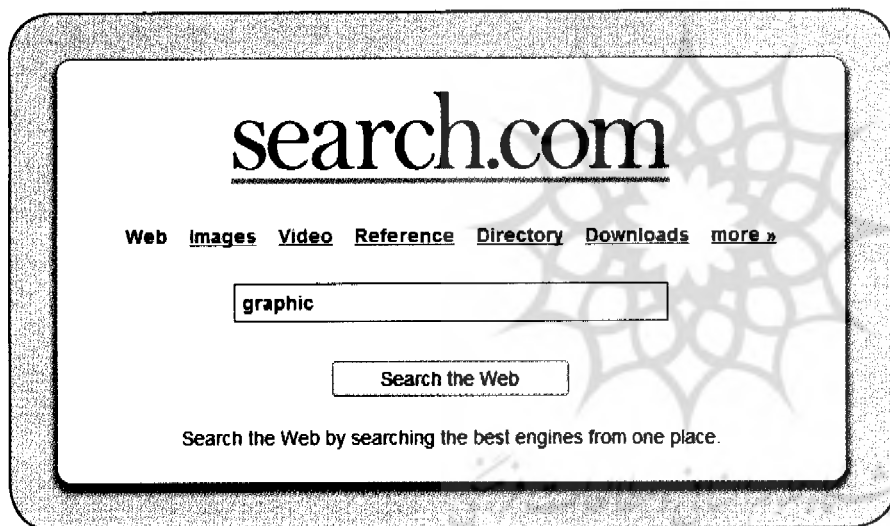 search.com
Web Images Video Reference Directory Downloads more »
graphic
Search the Web
Search the Web by searching the best engines from one place.